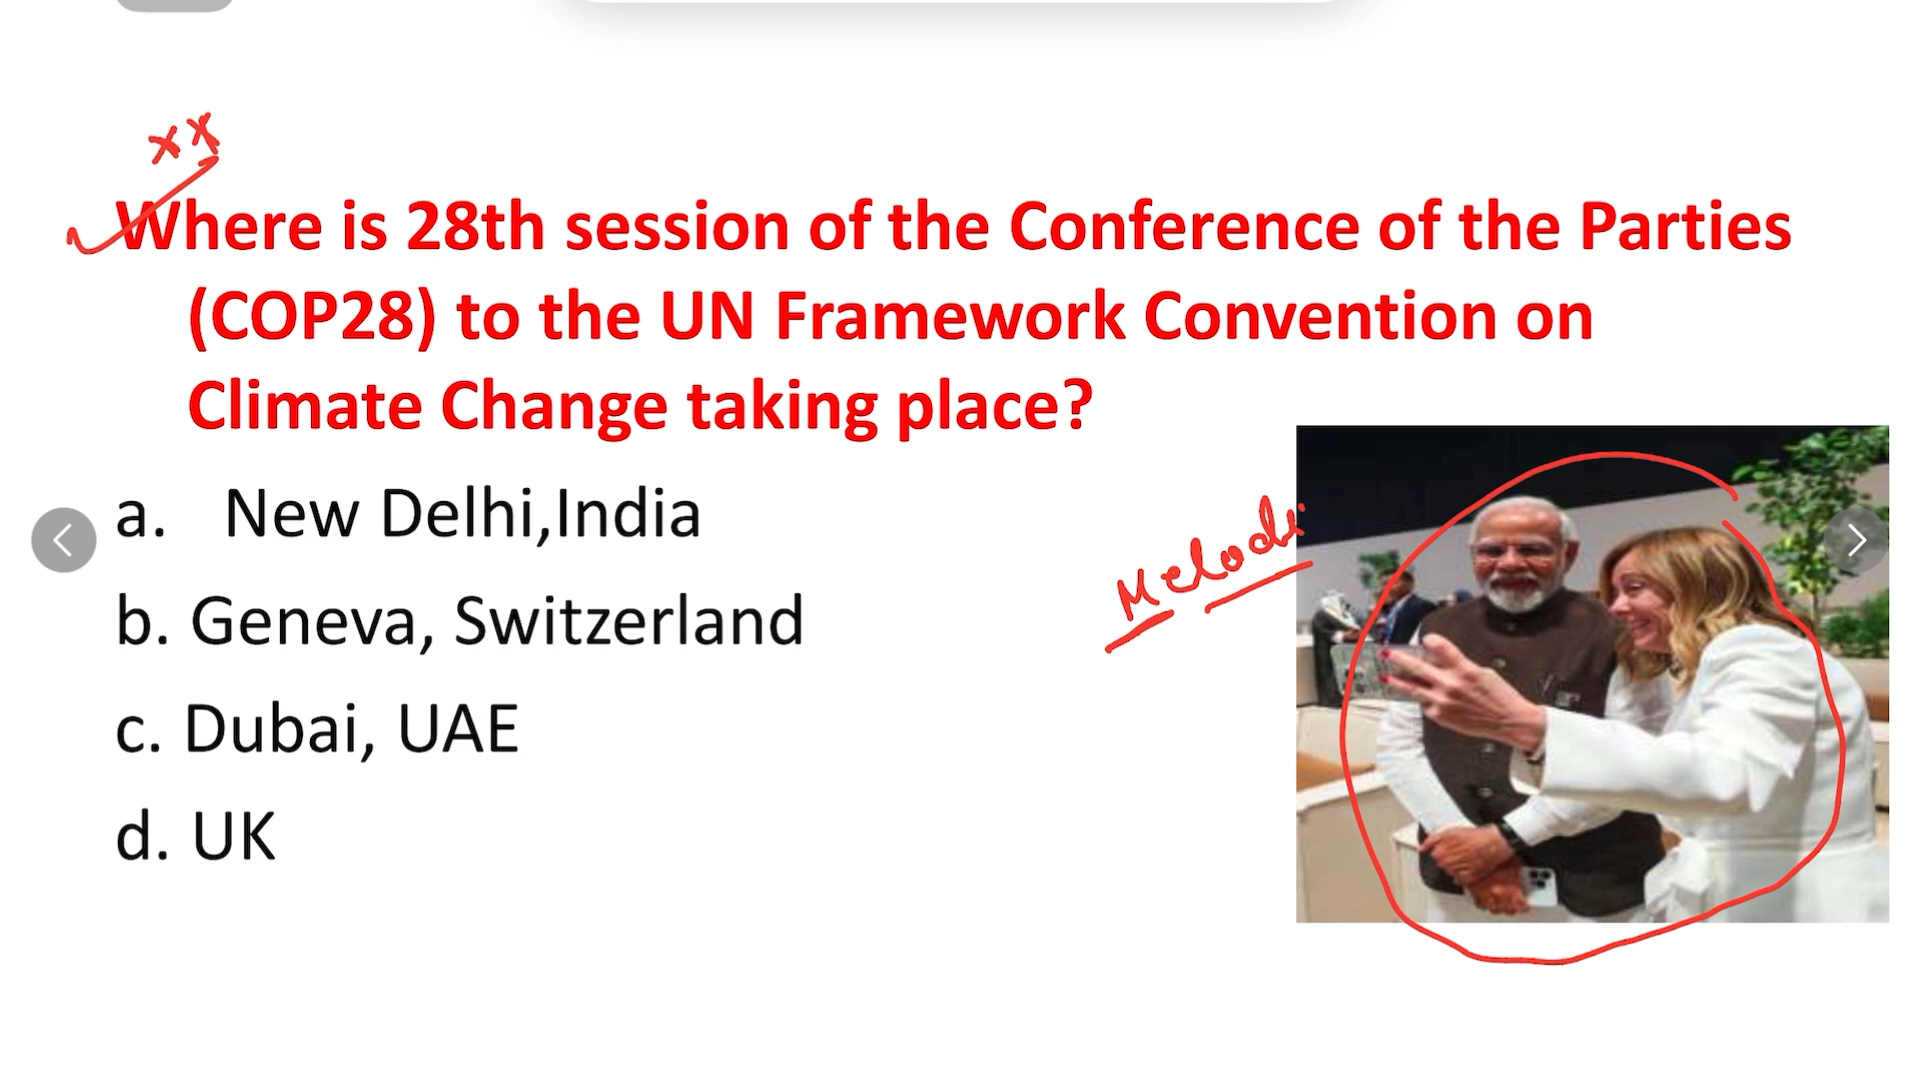 xx
Where is 28th session of the Conference of the Parties
(COP28) to the UN Framework Convention on
Climate Change taking place?
a. New Delhi,India
b. Geneva, Switzerland
c. Dubai, UAE
d. UK
Melodi